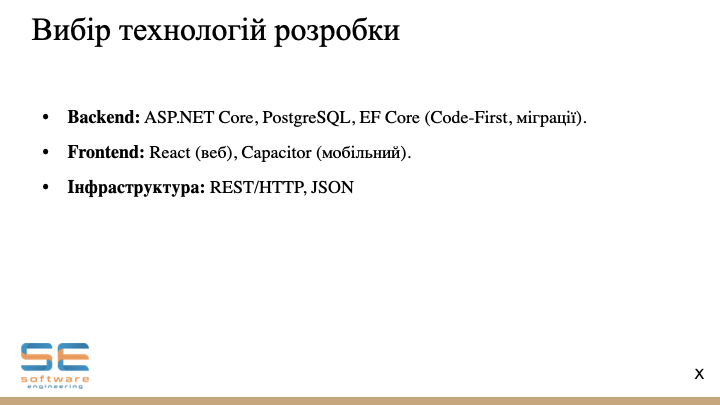 Вибір технологій розробки
• Backend: ASP.NET Core, PostgreSQL, EF Core (Code-First, міграції).
• Frontend: React (веб), Capacitor (мобільний).
• Інфраструктура: REST/HTTP, JSON
SE
software
engineering
x